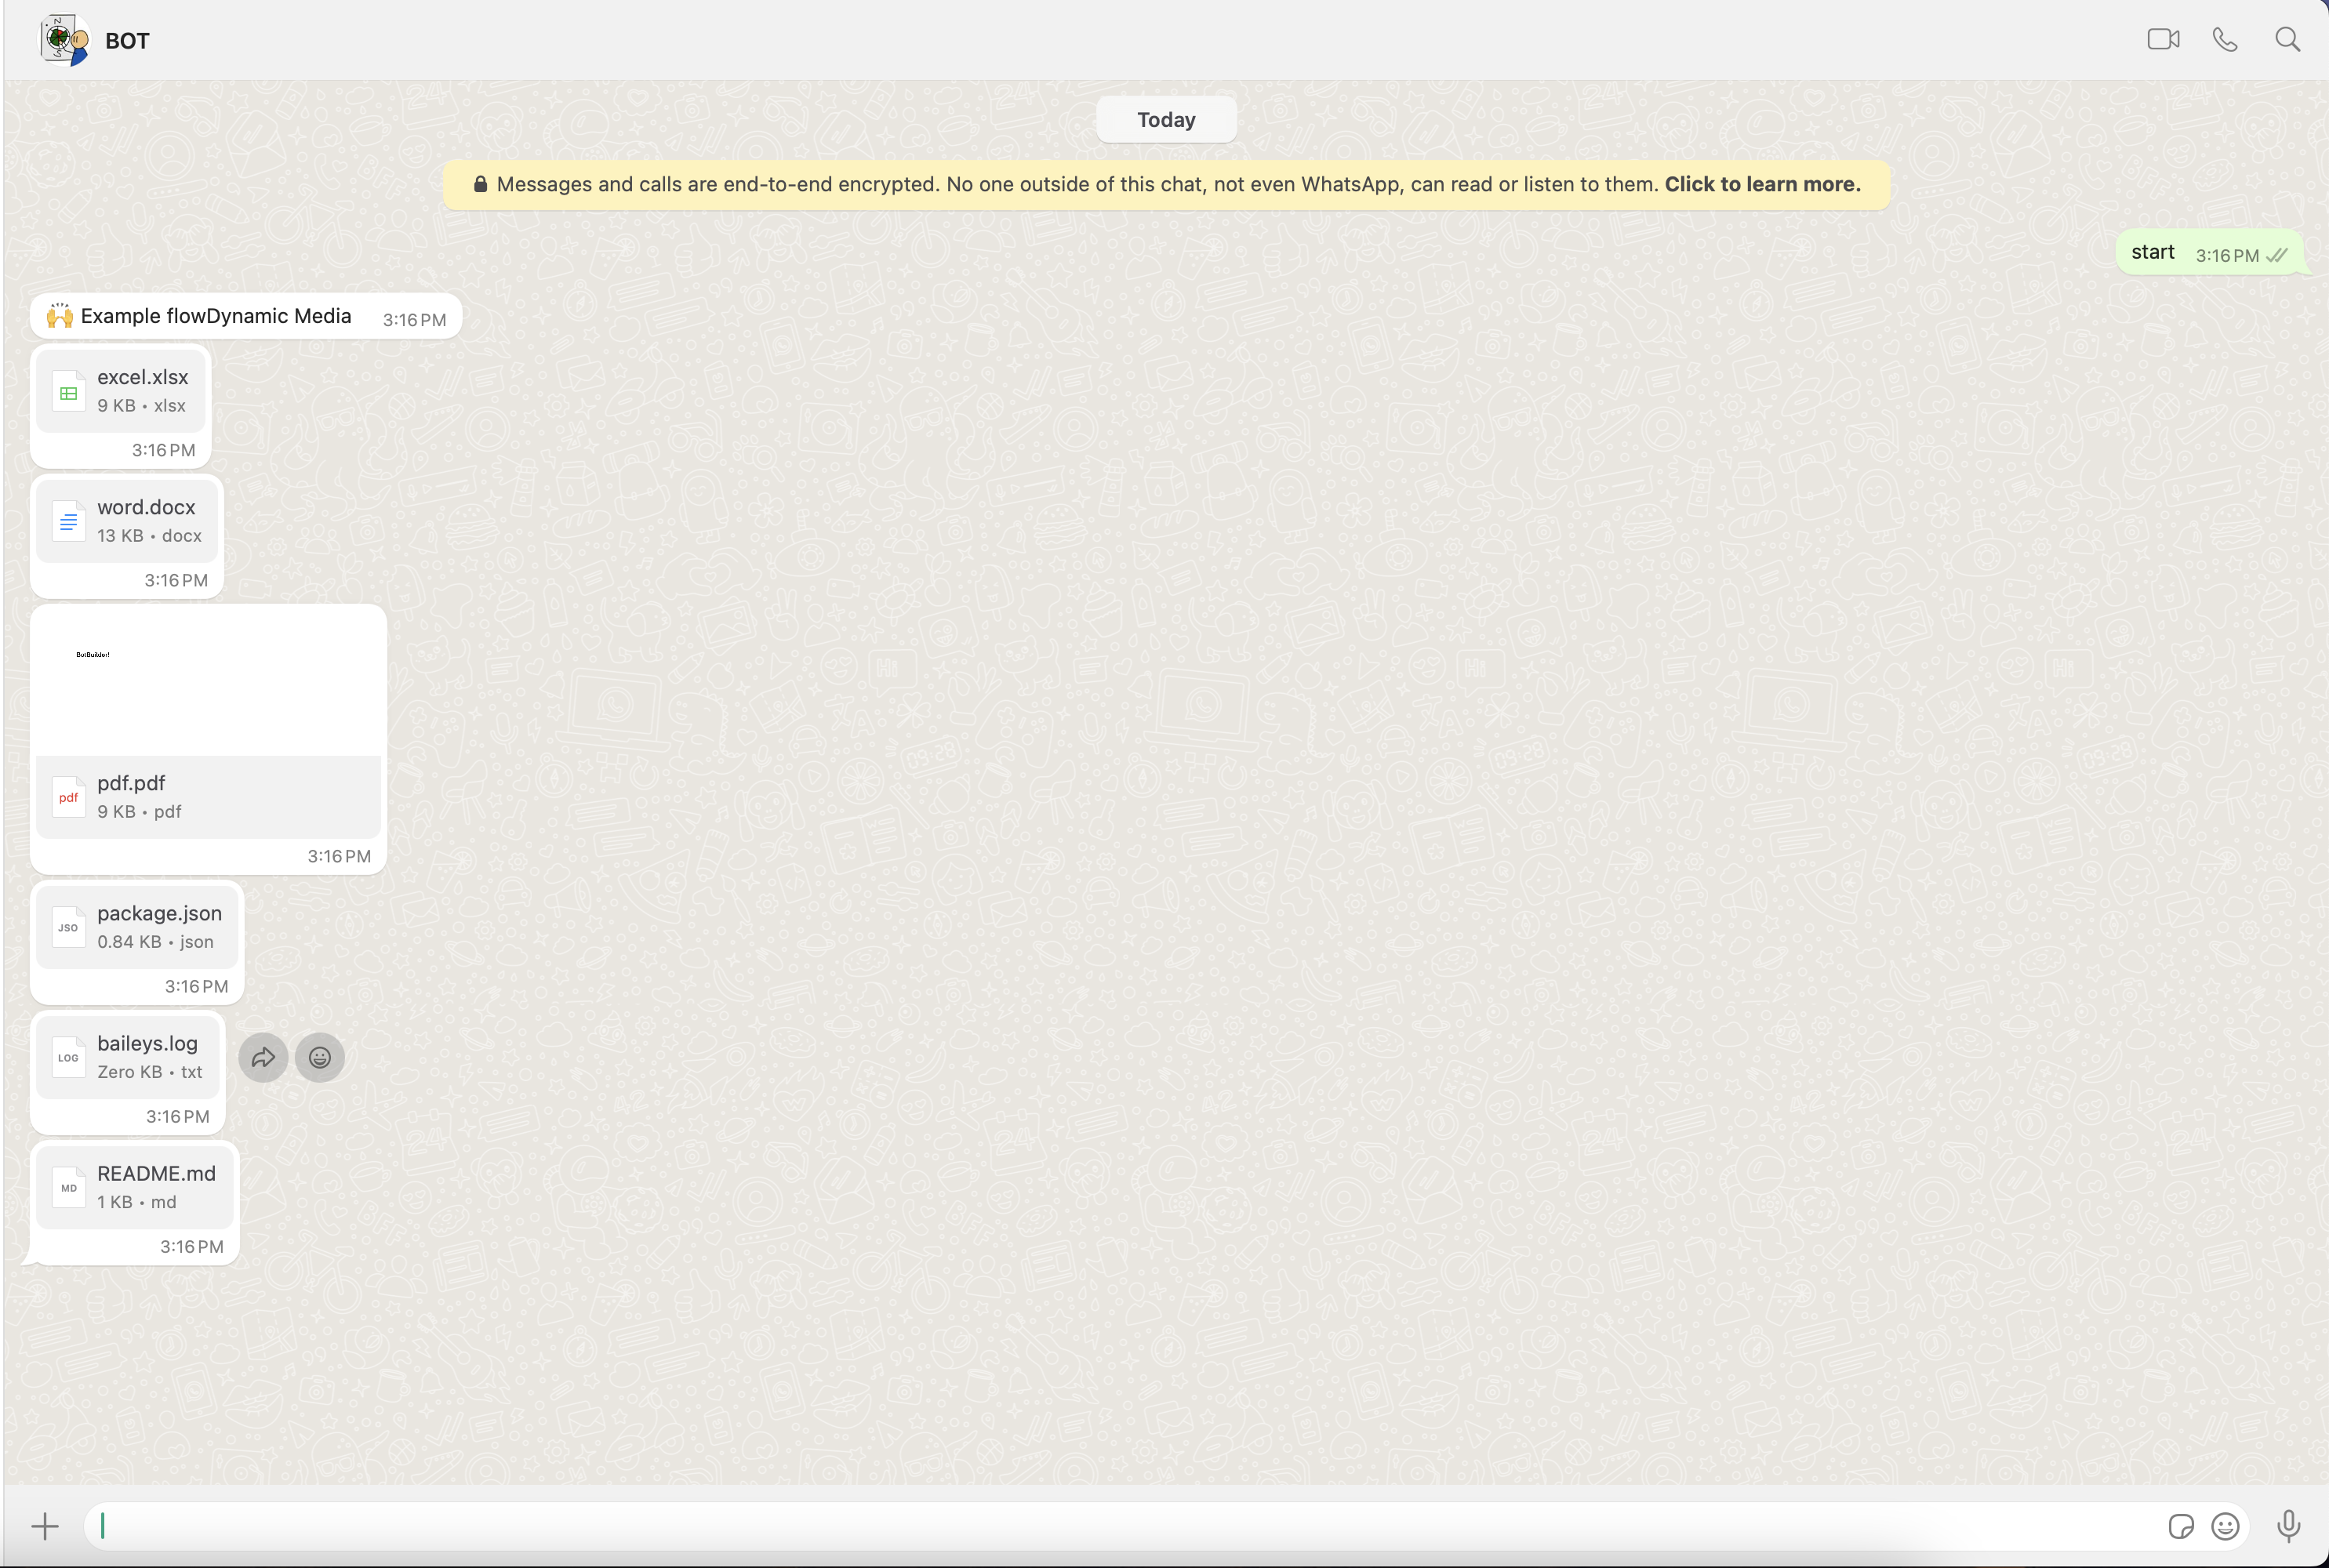 BOT
Today
Messages and calls are end-to-end encrypted. No one outside of this chat, not even WhatsApp, can read or listen to them. Click to learn more.
start 3:16 PM
🙌 Example flowDynamic Media 3:16 PM
excel.xlsx
9 KB • xlsx
3:16 PM
word.docx
13 KB • docx
3:16 PM
BotBuilder!
pdf
pdf.pdf
9 KB • pdf
3:16 PM
JSO
package.json
0.84 KB • json
3:16 PM
LOG
baileys.log
Zero KB • txt
3:16 PM
MD
README.md
1 KB • md
3:16 PM